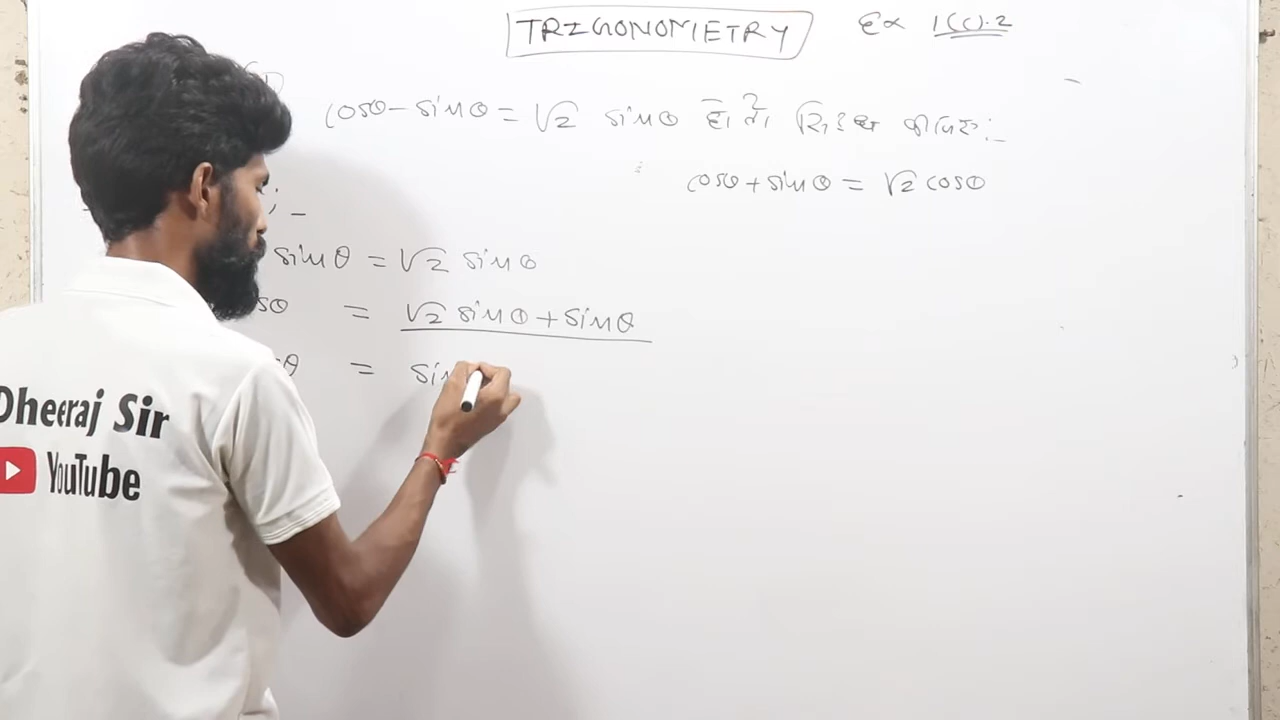 TRIGONOMETRY Ex 1(c).2
cosθ - sinθ = √2 sinθ हो तो सिद्ध कीजिए:-
cosθ + sinθ = √2 cosθ
sinθ = √2 sinθ
= √2 sinθ + sinθ
= sin
Dheeraj Sir
YouTube